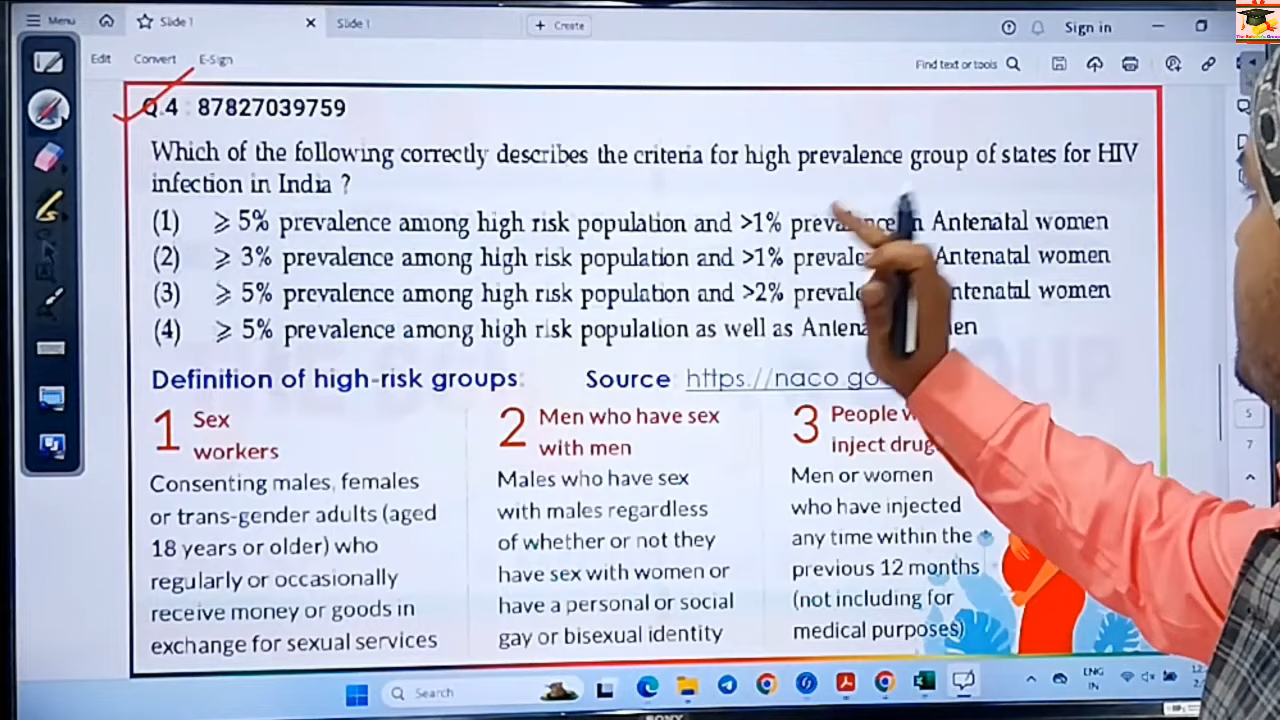 Menu
Slide 1
Slide 1
+ Create
Sign in
Edit
Convert
E-Sign
Find text or tools
Q.4 : 87827039759
Which of the following correctly describes the criteria for high prevalence group of states for HIV
infection in India ?
(1) ⩾ 5% prevalence among high risk population and >1% prevalence in Antenatal women
(2) ⩾ 3% prevalence among high risk population and >1% Antenatal women
(3) ⩾ 5% prevalence among high risk population and >2% women
(4) ⩾ 5% prevalence among high risk population as well as
Definition of high-risk groups: Source https://naco.go
1 Sex
workers
Consenting males, females
or trans-gender adults (aged
18 years or older) who
regularly or occasionally
receive money or goods in
exchange for sexual services
2 Men who have sex
with men
Males who have sex
with males regardless
of whether or not they
have sex with women or
have a personal or social
gay or bisexual identity
3 People
inject
Men or women
who have injected
any time within the
previous 12 months
(not including for
medical purposes)
5
7
Search
ENG
IN
SONY